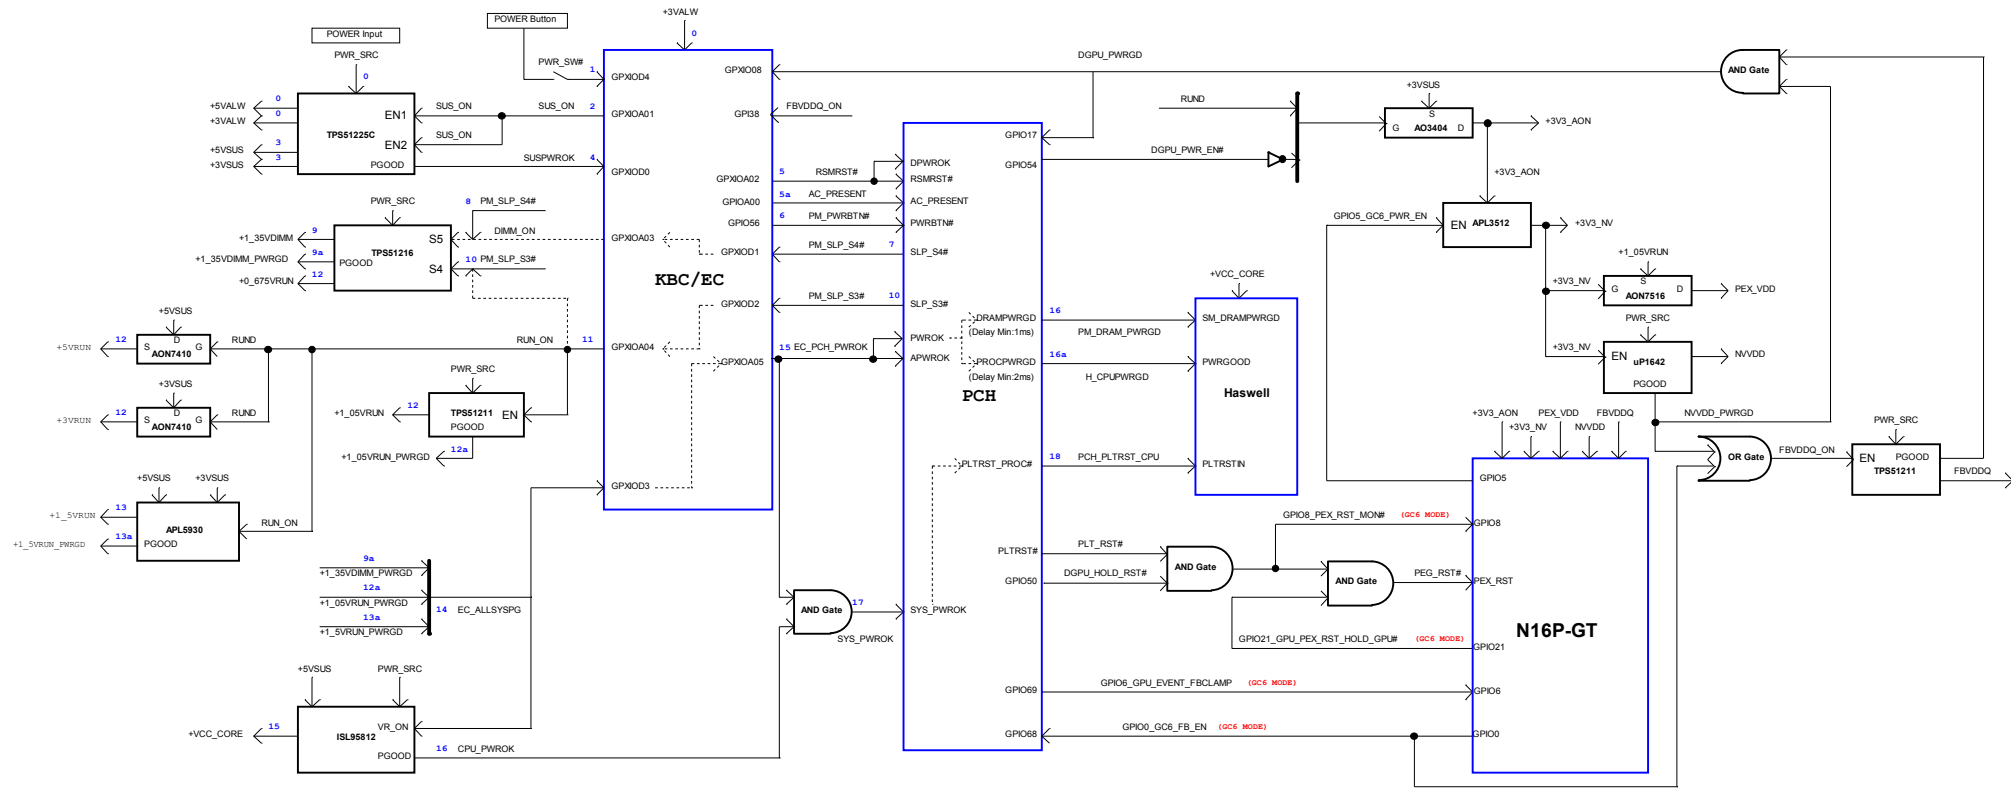 POWER Input
PWR_SRC
0
0
+5VALW
0
+3VALW
3
+5VSUS
3
+3VSUS
TPS51225C
EN1
EN2
PGOOD
SUS_ON
SUS_ON
SUS_ON
2
SUSPWROK
4
POWER Button
PWR_SW#
1
+3VALW
0
GPXIOD4
GPXIOA01
GPXIOD0
GPXIOA03
GPXIOA04
GPXIOD3
GPXIO08
GPI38
GPXIOA02
GPIOA00
GPIO56
GPXIOD1
GPXIOD2
GPXIOA05
KBC/EC
PWR_SRC
8 PM_SLP_S4#
DIMM_ON
10 PM_SLP_S3#
9
+1_35VDIMM
9a
+1_35VDIMM_PWRGD
12
+0_675VRUN
TPS51216
PGOOD
S5
S4
+5VSUS
12
+5VRUN
S D G
AON7410
RUND
RUN_ON
11
+3VSUS
12
+3VRUN
S D G
AON7410
RUND
PWR_SRC
12
+1_05VRUN
TPS51211
EN
PGOOD
12a
+1_05VRUN_PWRGD
+5VSUS
+3VSUS
13
+1_5VRUN
13a
+1_5VRUN_PWRGD
APL5930
PGOOD
RUN_ON
9a
+1_35VDIMM_PWRGD
12a
+1_05VRUN_PWRGD
13a
+1_5VRUN_PWRGD
14 EC_ALLSYSPG
+5VSUS
PWR_SRC
15
+VCC_CORE
ISL95812
VR_ON
PGOOD
16 CPU_PWROK
AND Gate
17
SYS_PWROK
DGPU_PWRGD
FBVDDQ_ON
5 RSMRST#
5a AC_PRESENT
6 PM_PWRBTN#
PM_SLP_S4# 7
PM_SLP_S3# 10
15 EC_PCH_PWROK
DPWROK
RSMRST#
AC_PRESENT
PWRBTN#
SLP_S4#
SLP_S3#
PWROK
APWROK
SYS_PWROK
PCH
GPIO17
GPIO54
DRAMPWRGD
(Delay Min:1ms)
PROCPWRGD
(Delay Min:2ms)
PLTRST_PROC#
PLTRST#
GPIO50
GPIO69
GPIO68
16
PM_DRAM_PWRGD
16a
H_CPUPWRGD
18 PCH_PLTRST_CPU
+VCC_CORE
SM_DRAMPWRGD
PWRGOOD
Haswell
PLTRSTIN
RUND
DGPU_PWR_EN#
+3VSUS
S
G AO3404 D
+3V3_AON
+3V3_AON
GPIO5_GC6_PWR_EN
EN APL3512
+3V3_NV
+1_05VRUN
+3V3_NV
S
G D
AON7516
PEX_VDD
PWR_SRC
+3V3_NV
EN
uP1642
PGOOD
NVVDD
NVVDD_PWRGD
AND Gate
OR Gate
FBVDDQ_ON
PWR_SRC
EN
PGOOD
TPS51211
FBVDDQ
+3V3_AON
PEX_VDD
FBVDDQ
+3V3_NV
NVVDD
GPIO5
GPIO8
PEX_RST
GPIO21
GPIO6
GPIO0
N16P-GT
PLT_RST#
DGPU_HOLD_RST#
AND Gate
GPIO8_PEX_RST_MON# (GC6 MODE)
AND Gate
PEG_RST#
GPIO21_GPU_PEX_RST_HOLD_GPU# (GC6 MODE)
GPIO6_GPU_EVENT_FBCLAMP (GC6 MODE)
GPIO0_GC6_FB_EN (GC6 MODE)